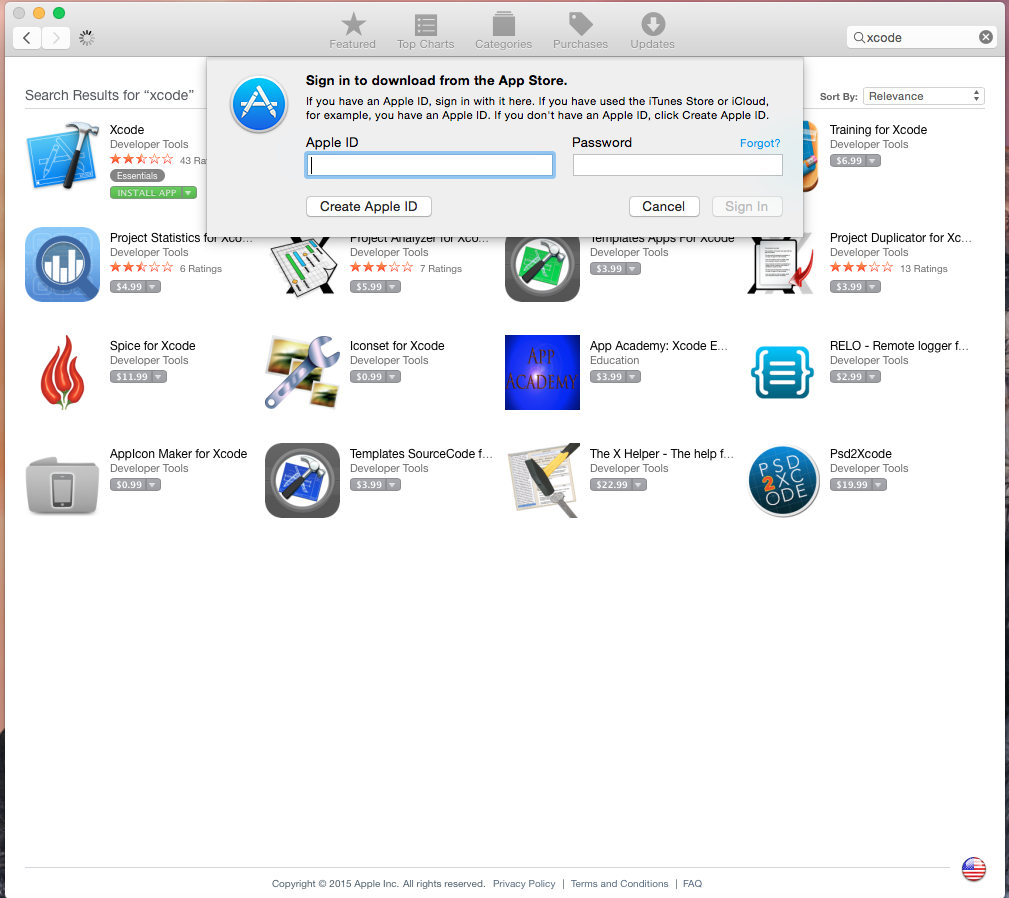 Featured
Top Charts
Categories
Purchases
Updates
xcode
Sign in to download from the App Store.
If you have an Apple ID, sign in with it here. If you have used the iTunes Store or iCloud,
for example, you have an Apple ID. If you don't have an Apple ID, click Create Apple ID.
Apple ID
Password
Forgot?
Create Apple ID
Cancel
Sign In
Search Results for “xcode”
Sort By:
Relevance
Xcode
Developer Tools
43 Ra
Essentials
INSTALL APP
Training for Xcode
Developer Tools
$6.99
Project Statistics for Xco...
Developer Tools
6 Ratings
$4.99
Project Analyzer for Xco...
Developer Tools
7 Ratings
$5.99
Templates Apps For Xcode
Developer Tools
$3.99
Project Duplicator for Xc...
Developer Tools
13 Ratings
$3.99
Spice for Xcode
Developer Tools
$11.99
Iconset for Xcode
Developer Tools
$0.99
APP
ACADEMY
App Academy: Xcode E...
Education
$3.99
RELO - Remote logger f...
Developer Tools
$2.99
AppIcon Maker for Xcode
Developer Tools
$0.99
Templates SourceCode f...
Developer Tools
$3.99
The X Helper - The help f...
Developer Tools
$22.99
PSD
2XC
ODE
Psd2Xcode
Developer Tools
$19.99
Copyright © 2015 Apple Inc. All rights reserved. Privacy Policy | Terms and Conditions | FAQ